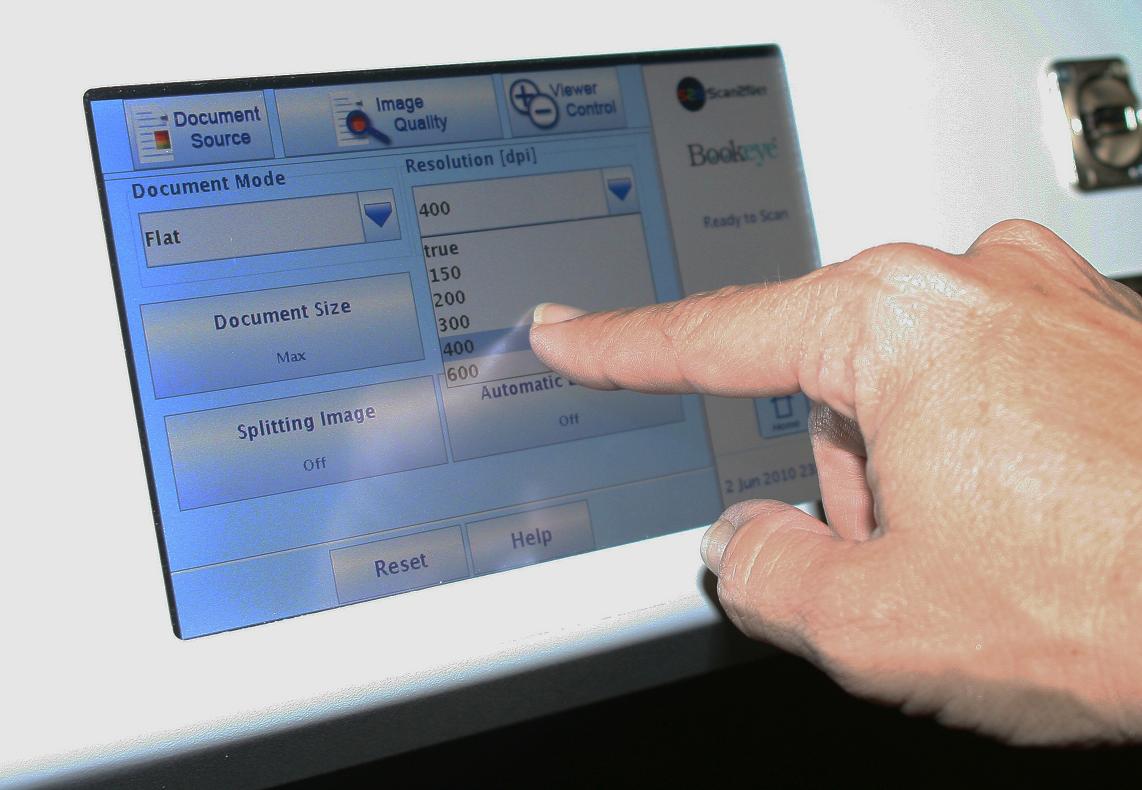 Document
Source
Image
Quality
Viewer
Control
Scan2Net
Bookeye
Ready to Scan
Document Mode
Flat
Resolution [dpi]
400
true
150
200
300
400
600
Document Size
Max
Splitting Image
Off
Automatic
Off
Home
2 Jun 2010
Reset
Help